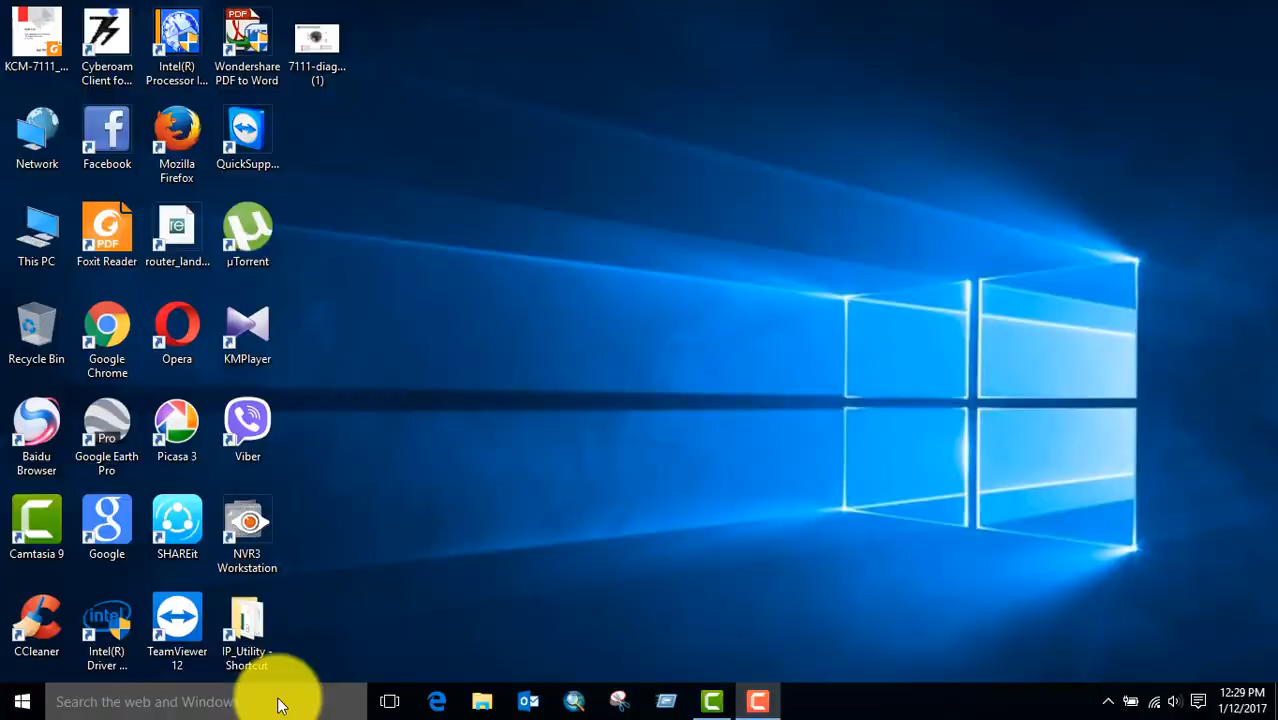 KCM-7111_...
Cyberoam
Client fo...
Intel(R)
Processor I...
PDF
Wondershare
PDF to Word
7111-diag...
(1)
Network
Facebook
Mozilla
Firefox
QuickSupp...
This PC
PDF
Foxit Reader
re
router_land...
µTorrent
Recycle Bin
Google
Chrome
Opera
KMPlayer
Baidu
Browser
Pro
Google Earth
Pro
Picasa 3
Viber
Camtasia 9
Google
SHAREit
NVR3
Workstation
CCleaner
intel
Intel(R)
Driver ...
TeamViewer
12
IP_Utility -
Shortcut
Search the web and Window
12:29 PM
1/12/2017